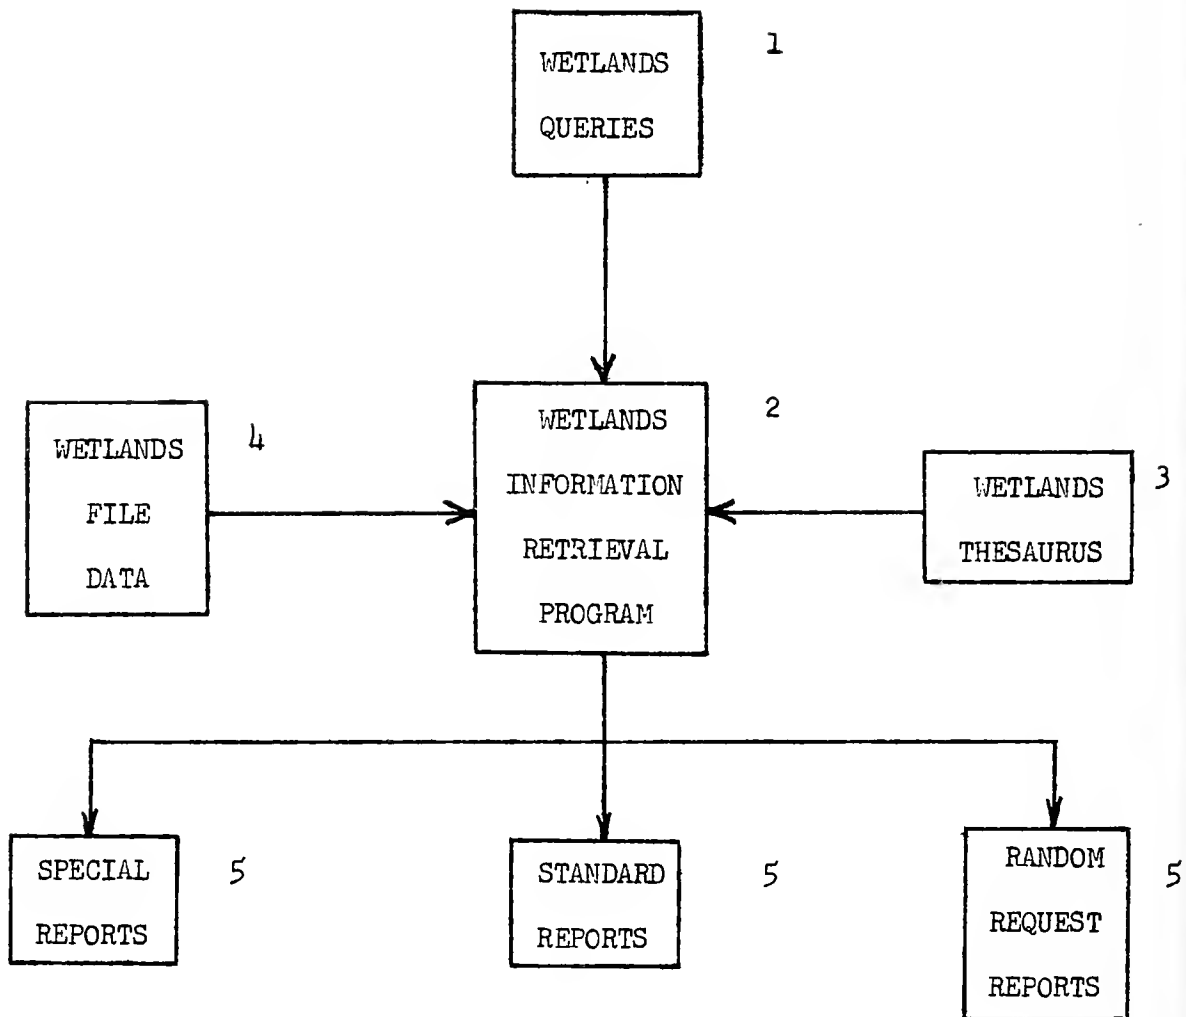 WETLANDS
QUERIES
1
WETLANDS
INFORMATION
RETRIEVAL
PROGRAM
2
WETLANDS
FILE
DATA
4
WETLANDS
THESAURUS
3
SPECIAL
REPORTS
5
STANDARD
REPORTS
5
RANDOM
REQUEST
REPORTS
5